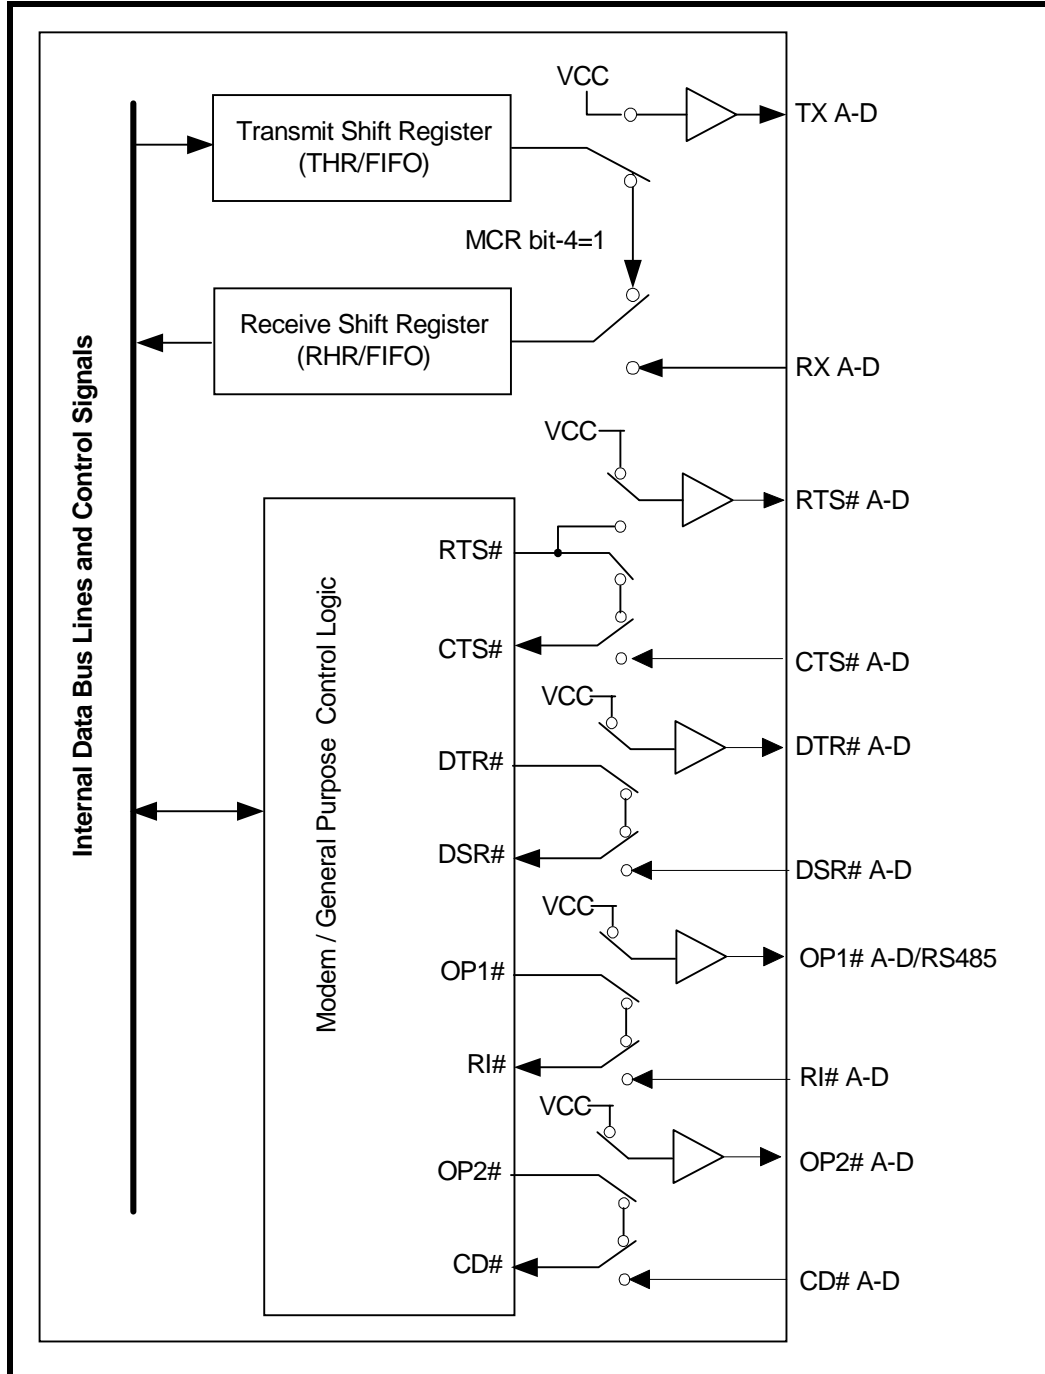 VCC
TX A-D
Transmit Shift Register
(THR/FIFO)
MCR bit-4=1
Receive Shift Register
(RHR/FIFO)
RX A-D
Internal Data Bus Lines and Control Signals
VCC
RTS# A-D
RTS#
Modem / General Purpose Control Logic
CTS#
CTS# A-D
VCC
DTR# A-D
DTR#
DSR#
DSR# A-D
VCC
OP1# A-D/RS485
OP1#
RI#
RI# A-D
VCC
OP2# A-D
OP2#
CD#
CD# A-D